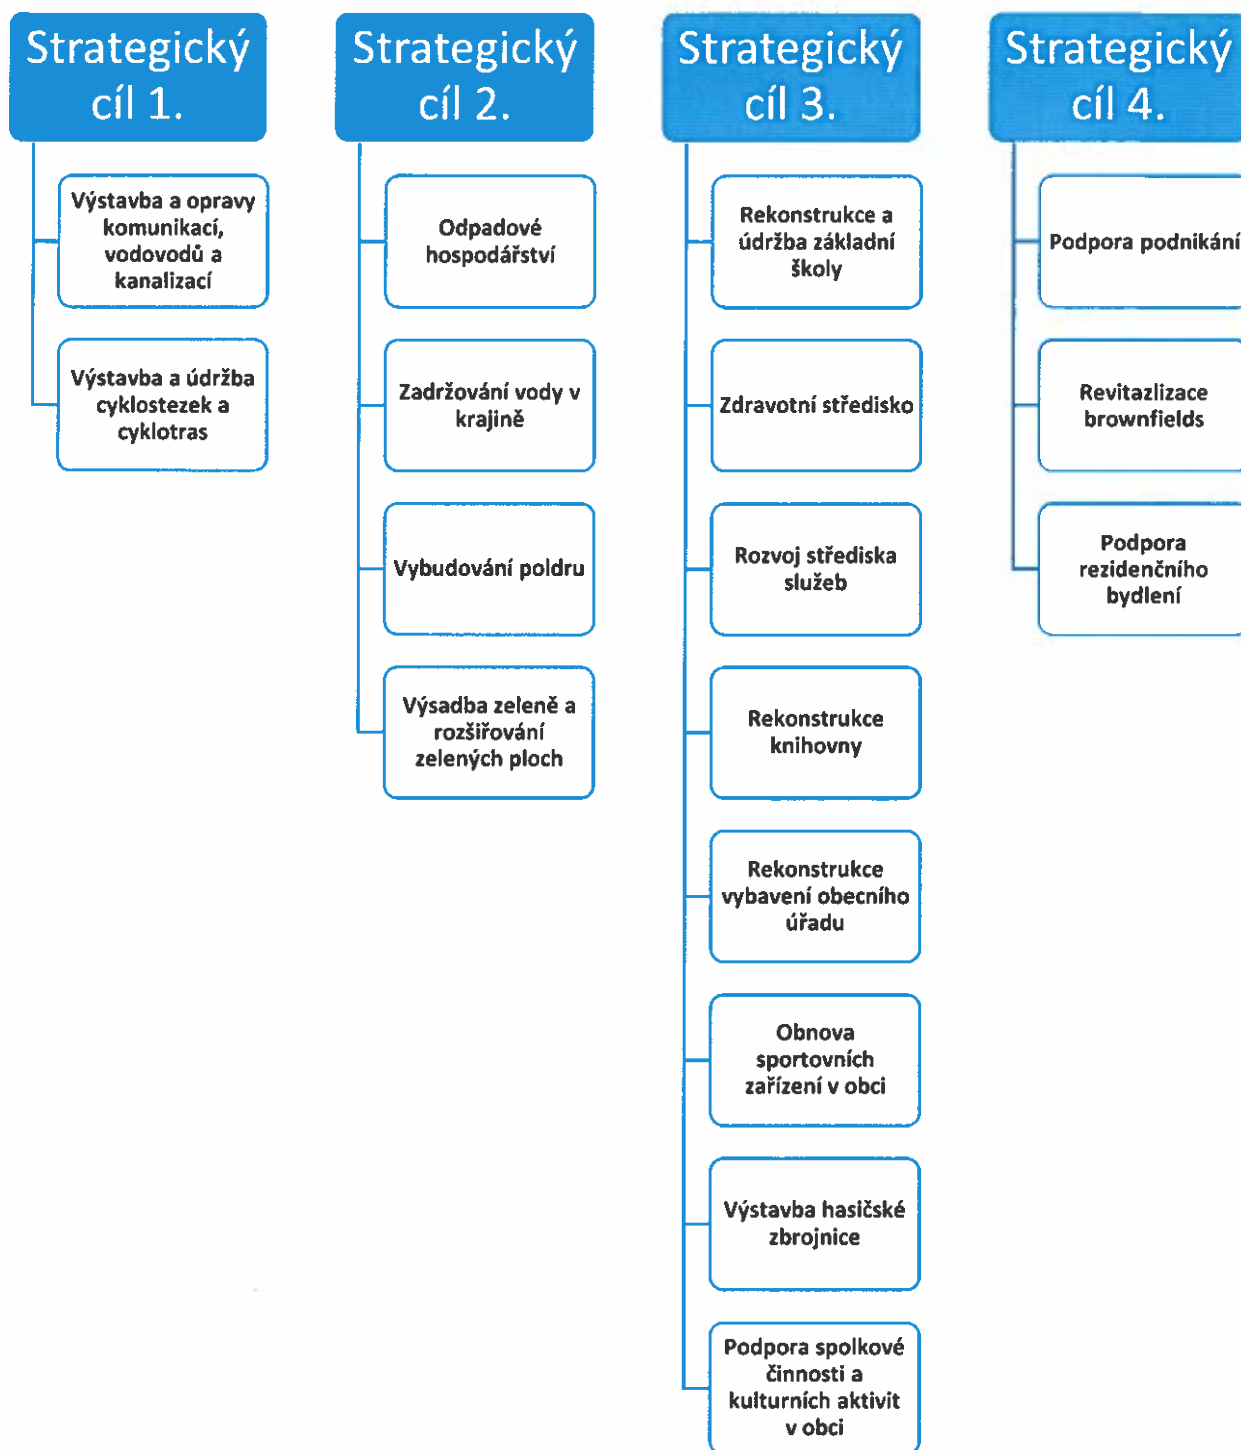 Strategický
cíl 1.
Výstavba a opravy
komunikací,
vodovodů a
kanalizací
Výstavba a údržba
cyklostezek a
cyklotras
Strategický
cíl 2.
Odpadové
hospodářství
Zadržování vody v
krajině
Vybudování poldru
Výsadba zeleně a
rozšiřování
zelených ploch
Strategický
cíl 3.
Rekonstrukce a
údržba základní
školy
Zdravotní středisko
Rozvoj střediska
služeb
Rekonstrukce
knihovny
Rekonstrukce
vybavení obecního
úřadu
Obnova
sportovních
zařízení v obci
Výstavba hasičské
zbrojnice
Podpora spolkové
činnosti a
kulturních aktivit
v obci
Strategický
cíl 4.
Podpora podnikání
Revitazlizace
brownfields
Podpora
rezidenčního
bydlení